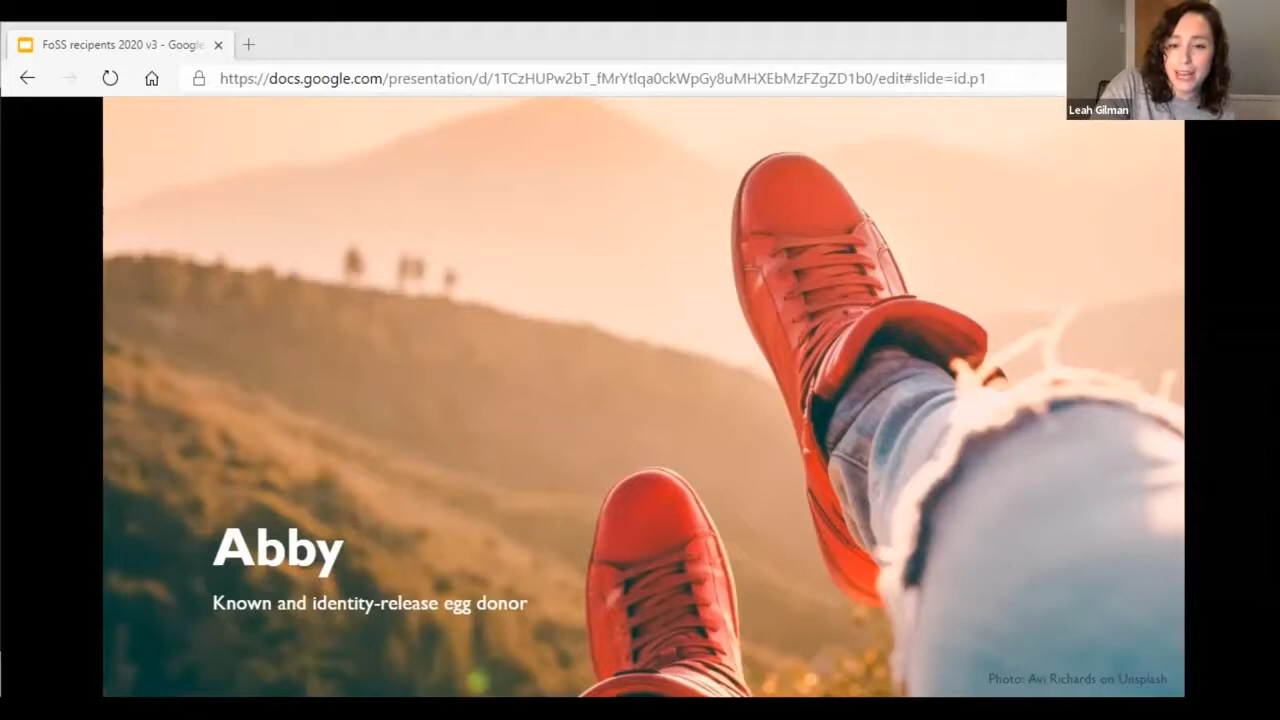 FoSS recipents 2020 v3 - Google
https://docs.google.com/presentation/d/1TCzHUPw2bT_fMrYtlqa0ckWpGy8uMHXEbMzFZgZD1b0/edit#slide=id.p1
Leah Gilman
Abby
Known and identity-release egg donor
Photo: Avi Richards on Unsplash